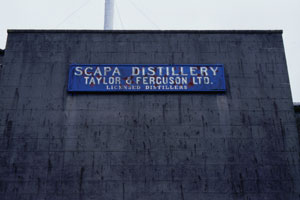 SCAPA DISTILLERY
TAYLOR & FERGUSON LTD.
LICENSED DISTILLERS